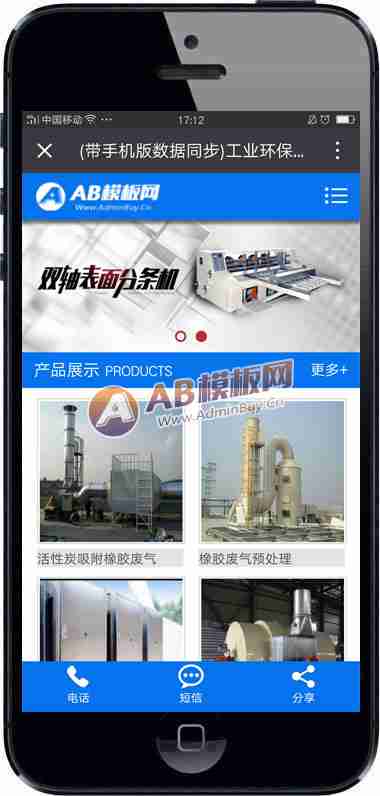 中国移动 ... 17:12
(带手机版数据同步)工业环保...
AB模板网
Www.AdminBuy.Cn
双轴表面分条机
产品展示 PRODUCTS 更多+
AB模板网
Www.AdminBuy.Cn
活性炭吸附橡胶废气 橡胶废气预处理
电话 短信 分享